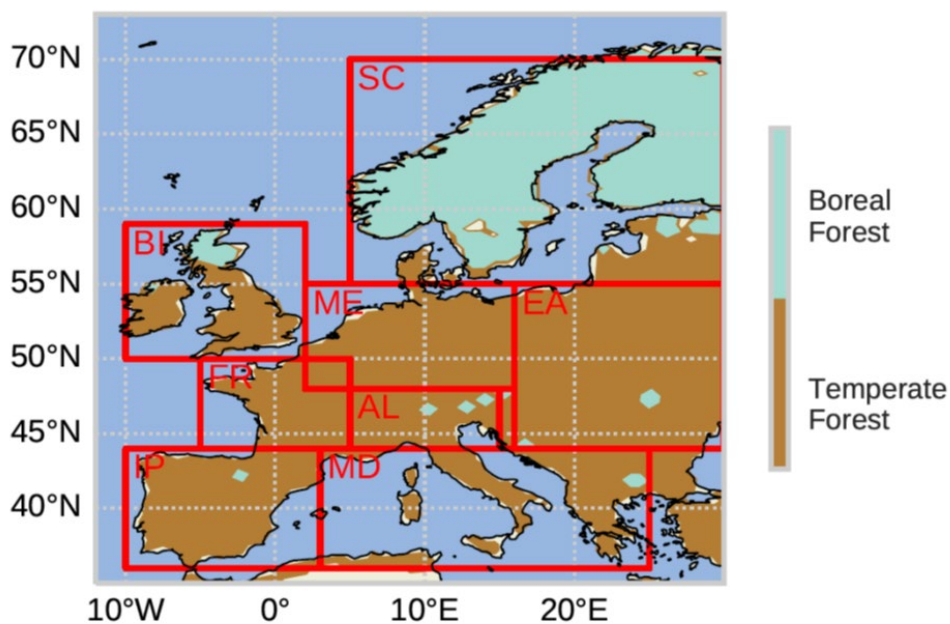 70°N
65°N
60°N
55°N
50°N
45°N
40°N
10°W
0°
10°E
20°E
SC
BI
ME
EA
FR
AL
IP
MD
Boreal
Forest
Temperate
Forest